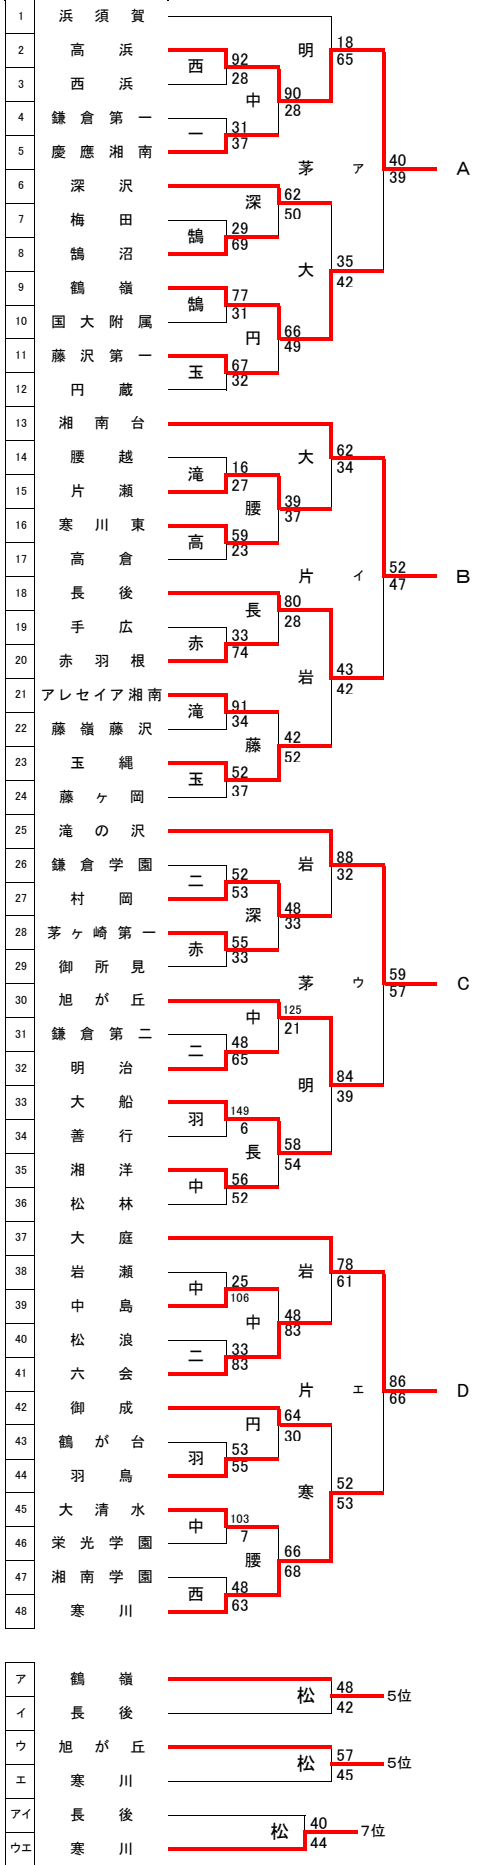 1 浜須賀
明 18
2 高浜
65
西 92
3 西浜
28
中 90
4 鎌倉第一
28
一 31
5 慶應湘南
37
茅 ア 40 A
39
6 深沢
深 62
7 梅田
50
鵠 29
8 鵠沼
69
大 35
9 鶴嶺
42
鵠 77
10 国大附属
31
円 66
11 藤沢第一
49
玉 67
12 円蔵
32
13 湘南台
大 62
14 腰越
34
滝 16
15 片瀬
27
腰 39
16 寒川東
37
高 59
17 高倉
23
片 イ 52 B
47
18 長後
長 80
19 手広
28
赤 33
20 赤羽根
74
岩 43
21 アレセイア湘南
42
滝 91
22 藤嶺藤沢
34
藤 42
23 玉縄
52
玉 52
24 藤ヶ岡
37
25 滝の沢
岩 88
26 鎌倉学園
32
二 52
27 村岡
53
深 48
28 茅ヶ崎第一
33
赤 55
29 御所見
33
茅 ウ 59 C
57
30 旭が丘
中 125
31 鎌倉第二
21
二 48
32 明治
65
明 84
33 大船
39
羽 149
34 善行
6
長 58
35 湘洋
54
中 56
36 松林
52
37 大庭
岩 78
38 岩瀬
61
中 25
39 中島
106
中 48
40 松浪
83
二 33
41 六会
83
片 エ 86 D
66
42 御成
円 64
43 鶴が台
30
羽 53
44 羽鳥
55
寒 52
45 大清水
53
中 103
46 栄光学園
7
腰 66
47 湘南学園
68
西 48
48 寒川
63
ア 鶴嶺
松 48 5位
イ 長後
42
ウ 旭が丘
松 57 5位
エ 寒川
45
アイ 長後
松 40 7位
ウエ 寒川
44